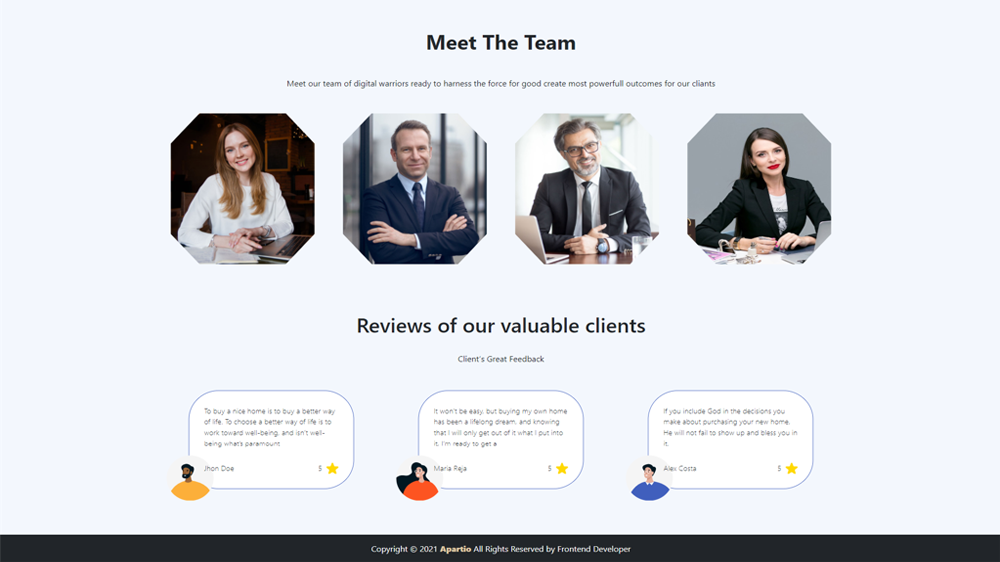 Meet The Team
Meet our team of digital warriors ready to harness the force for good create most powerfull outcomes for our cliants
Reviews of our valuable clients
Client's Great Feedback
To buy a nice home is to buy a better way
of life. To choose a better way of life is to
work toward well-being, and isn't well-
being what's paramount
Jhon Doe 5
It won't be easy, but buying my own home
has been a lifelong dream, and knowing
that I will only get out of it what I put into
it. I'm ready to get a
Maria Reja 5
If you include God in the decisions you
make about purchasing your new home,
He will not fail to show up and bless you in
it.
Alex Costa 5
Copyright © 2021 Apartio All Rights Reserved by Frontend Developer